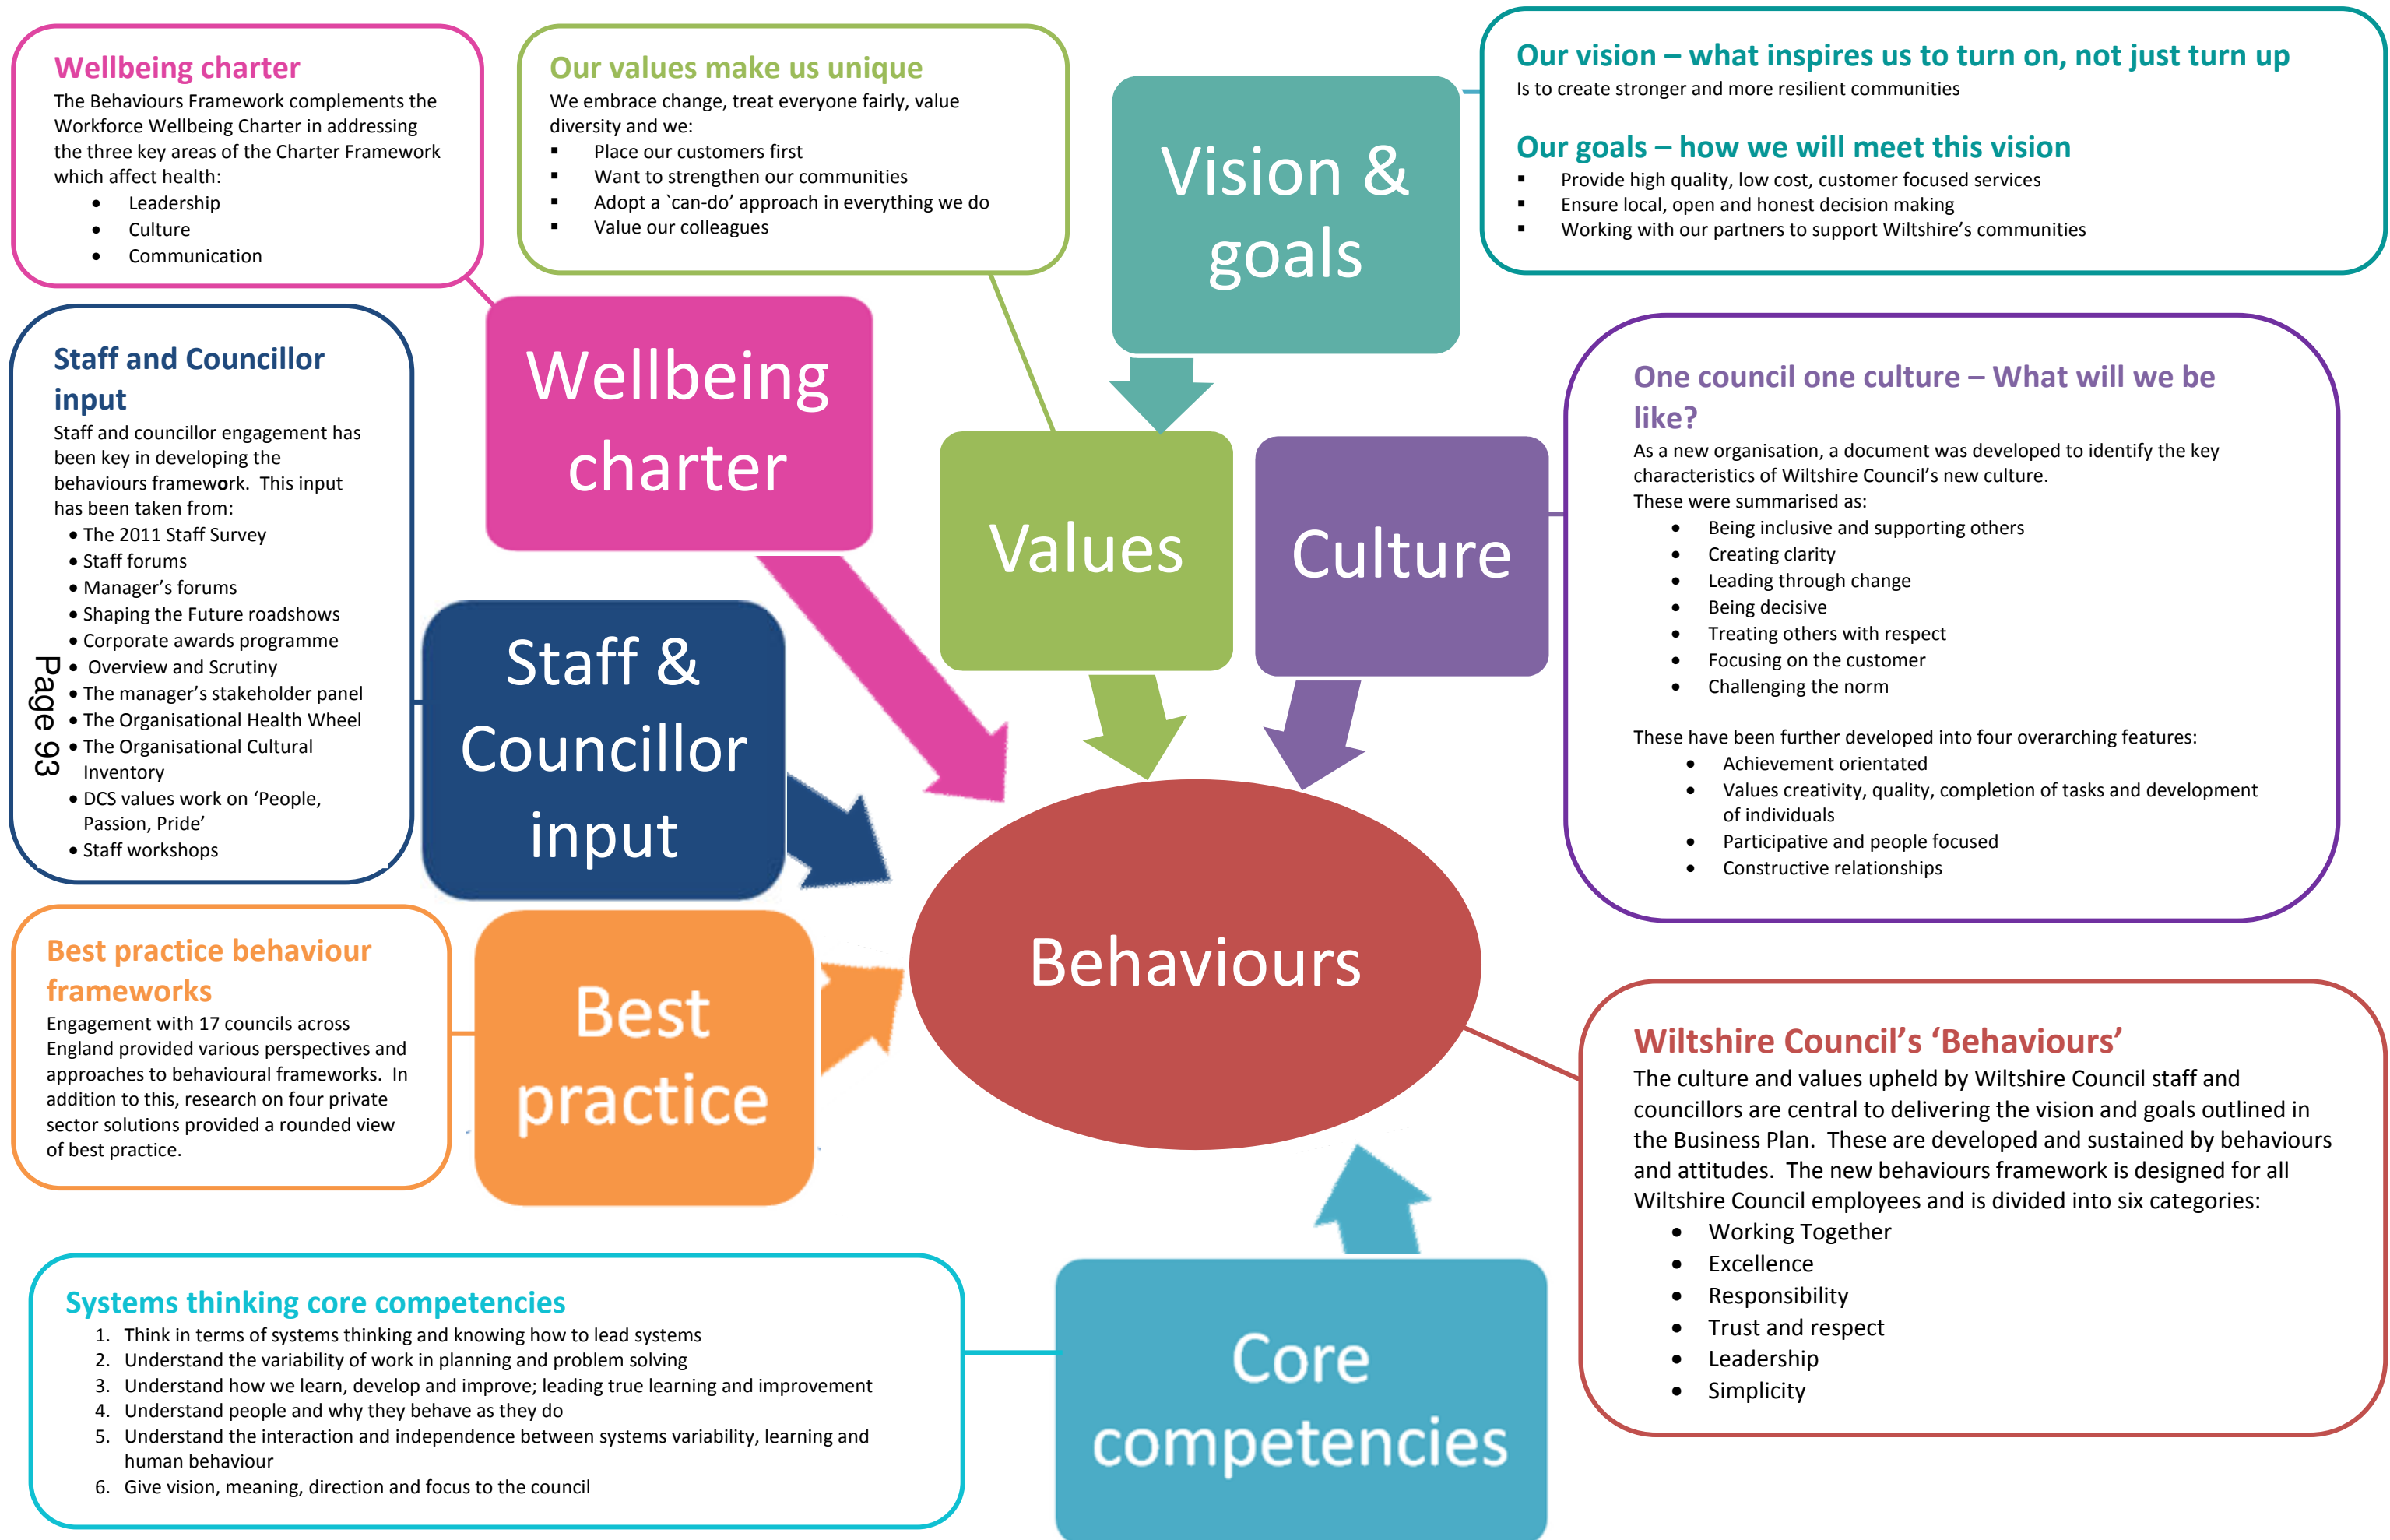 Wellbeing charter
The Behaviours Framework complements the
Workforce Wellbeing Charter in addressing
the three key areas of the Charter Framework
which affect health:
• Leadership
• Culture
• Communication
Our values make us unique
We embrace change, treat everyone fairly, value
diversity and we:
▪ Place our customers first
▪ Want to strengthen our communities
▪ Adopt a `can-do’ approach in everything we do
▪ Value our colleagues
Vision &
goals
Our vision – what inspires us to turn on, not just turn up
Is to create stronger and more resilient communities
Our goals – how we will meet this vision
▪ Provide high quality, low cost, customer focused services
▪ Ensure local, open and honest decision making
▪ Working with our partners to support Wiltshire’s communities
Staff and Councillor
input
Staff and councillor engagement has
been key in developing the
behaviours framework.  This input
has been taken from:
• The 2011 Staff Survey
• Staff forums
• Manager’s forums
• Shaping the Future roadshows
• Corporate awards programme
• Overview and Scrutiny
• The manager’s stakeholder panel
• The Organisational Health Wheel
• The Organisational Cultural
Inventory
• DCS values work on ‘People,
Passion, Pride’
• Staff workshops
Page 93
Wellbeing
charter
Staff &
Councillor
input
Values
Culture
One council one culture – What will we be
like?
As a new organisation, a document was developed to identify the key
characteristics of Wiltshire Council’s new culture.
These were summarised as:
• Being inclusive and supporting others
• Creating clarity
• Leading through change
• Being decisive
• Treating others with respect
• Focusing on the customer
• Challenging the norm
These have been further developed into four overarching features:
• Achievement orientated
• Values creativity, quality, completion of tasks and development
of individuals
• Participative and people focused
• Constructive relationships
Best practice behaviour
frameworks
Engagement with 17 councils across
England provided various perspectives and
approaches to behavioural frameworks.  In
addition to this, research on four private
sector solutions provided a rounded view
of best practice.
Best
practice
Behaviours
Wiltshire Council’s ‘Behaviours’
The culture and values upheld by Wiltshire Council staff and
councillors are central to delivering the vision and goals outlined in
the Business Plan.  These are developed and sustained by behaviours
and attitudes.  The new behaviours framework is designed for all
Wiltshire Council employees and is divided into six categories:
• Working Together
• Excellence
• Responsibility
• Trust and respect
• Leadership
• Simplicity
Systems thinking core competencies
1. Think in terms of systems thinking and knowing how to lead systems
2. Understand the variability of work in planning and problem solving
3. Understand how we learn, develop and improve; leading true learning and improvement
4. Understand people and why they behave as they do
5. Understand the interaction and independence between systems variability, learning and
human behaviour
6. Give vision, meaning, direction and focus to the council
Core
competencies